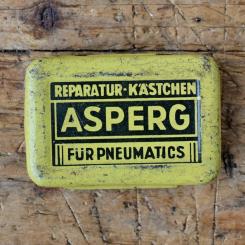 REPARATUR-KÄSTCHEN
ASPERG
FÜR PNEUMATICS